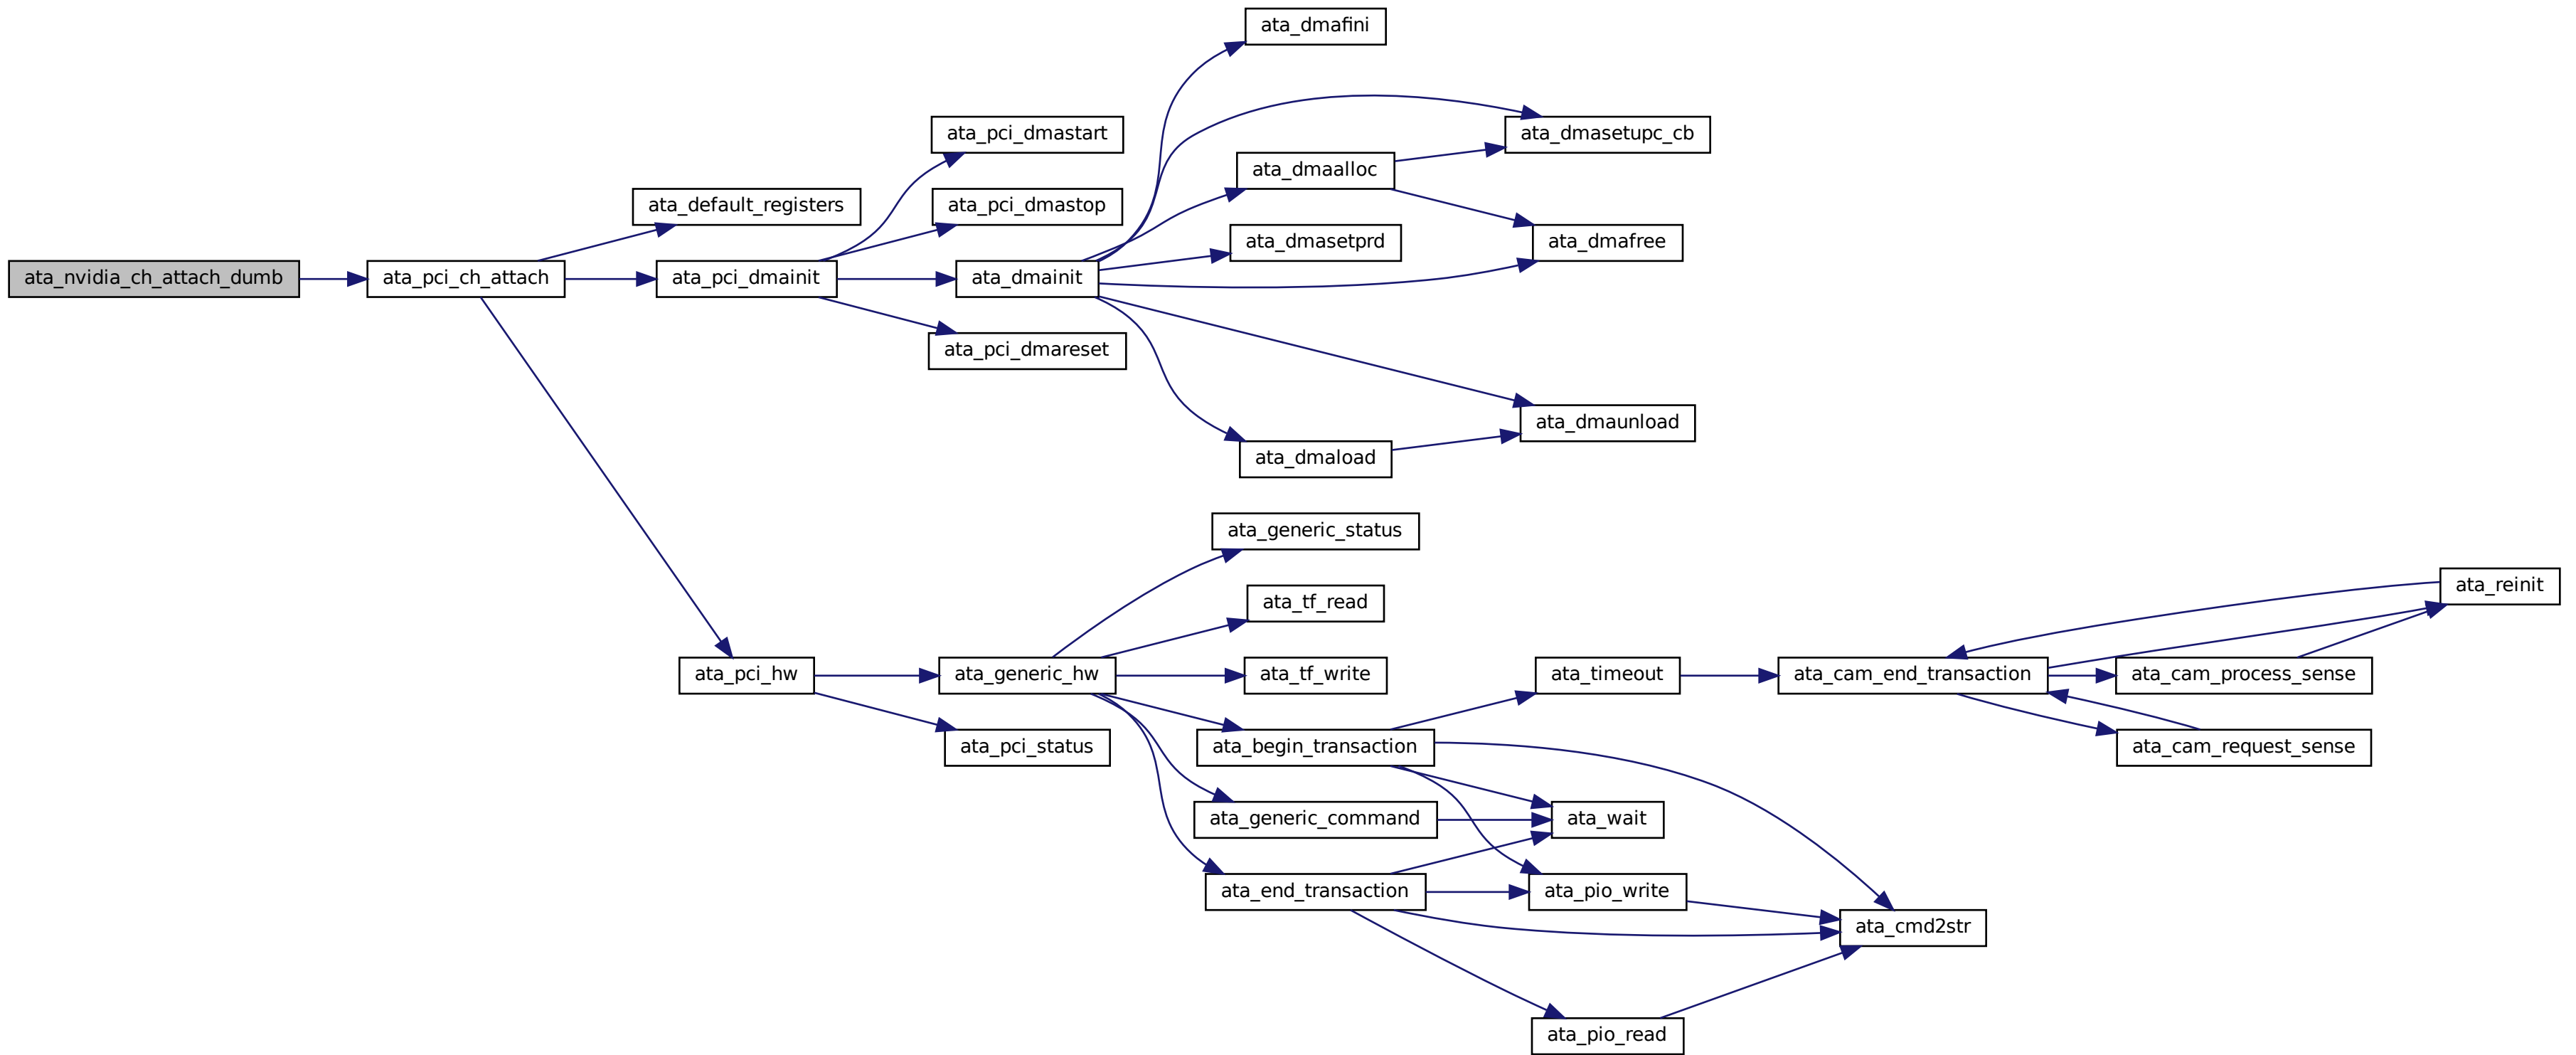 ata_dmafini
ata_pci_dmastart
ata_dmasetupc_cb
ata_dmaalloc
ata_default_registers
ata_pci_dmastop
ata_dmasetprd
ata_dmafree
ata_nvidia_ch_attach_dumb
ata_pci_ch_attach
ata_pci_dmainit
ata_dmainit
ata_pci_dmareset
ata_dmaunload
ata_dmaload
ata_generic_status
ata_reinit
ata_tf_read
ata_pci_hw
ata_generic_hw
ata_tf_write
ata_timeout
ata_cam_end_transaction
ata_cam_process_sense
ata_pci_status
ata_begin_transaction
ata_cam_request_sense
ata_generic_command
ata_wait
ata_end_transaction
ata_pio_write
ata_cmd2str
ata_pio_read